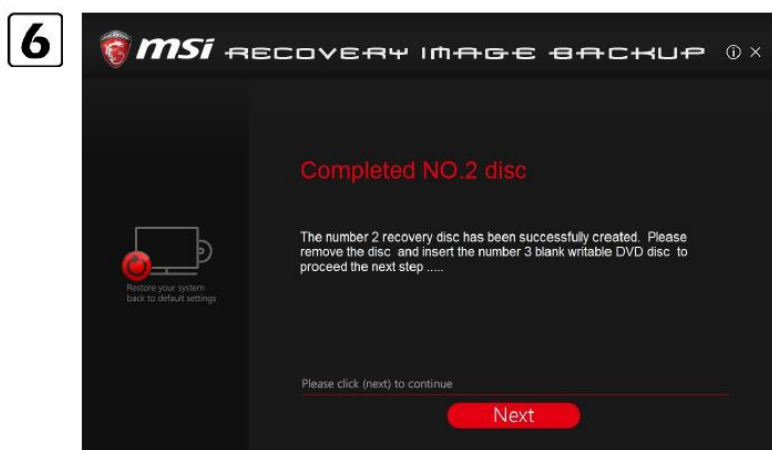 6
msi RECOVERY IMAGE BACKUP
Completed NO.2 disc
The number 2 recovery disc has been successfully created. Please
remove the disc and insert the number 3 blank writable DVD disc to
proceed the next step .....
Restore your system
back to default settings
Please click (next) to continue
Next